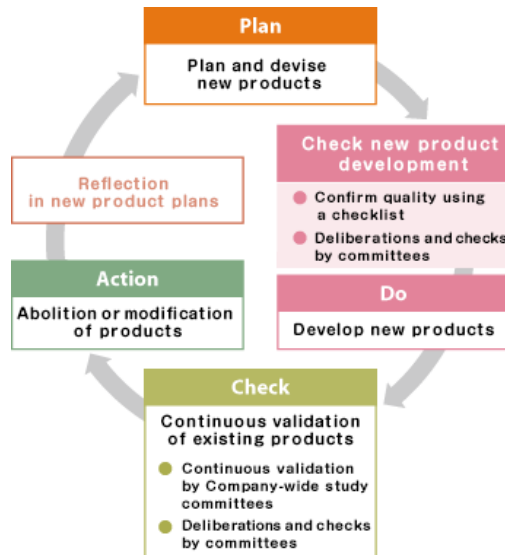 Plan
Plan and devise
new products
Check new product
development
● Confirm quality using
a checklist
● Deliberations and checks
by committees
Do
Develop new products
Check
Continuous validation
of existing products
● Continuous validation
by Company-wide study
committees
● Deliberations and checks
by committees
Action
Abolition or modification
of products
Reflection
in new product plans